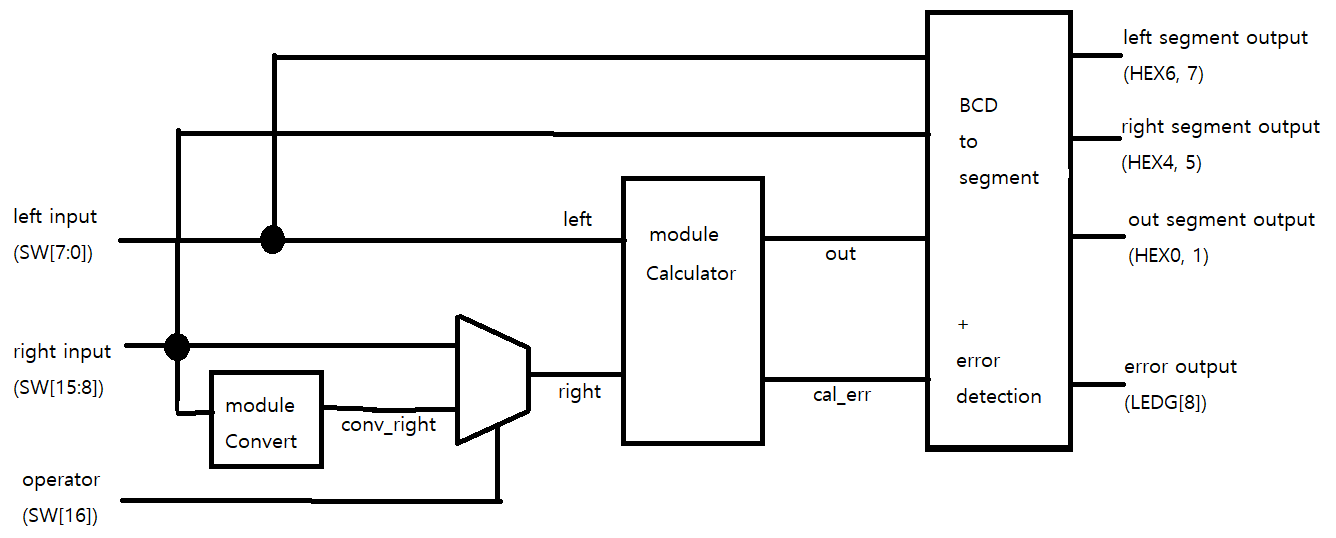 left segment output
(HEX6, 7)
BCD
to
segment
right segment output
(HEX4, 5)
left input
(SW[7:0])
left
module
Calculator
out
out segment output
(HEX0, 1)
right input
(SW[15:8])
module
Convert
conv_right
right
cal_err
+
error
detection
error output
(LEDG[8])
operator
(SW[16])